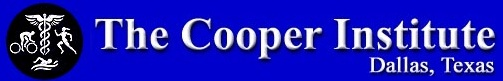 The Cooper Institute
Dallas, Texas